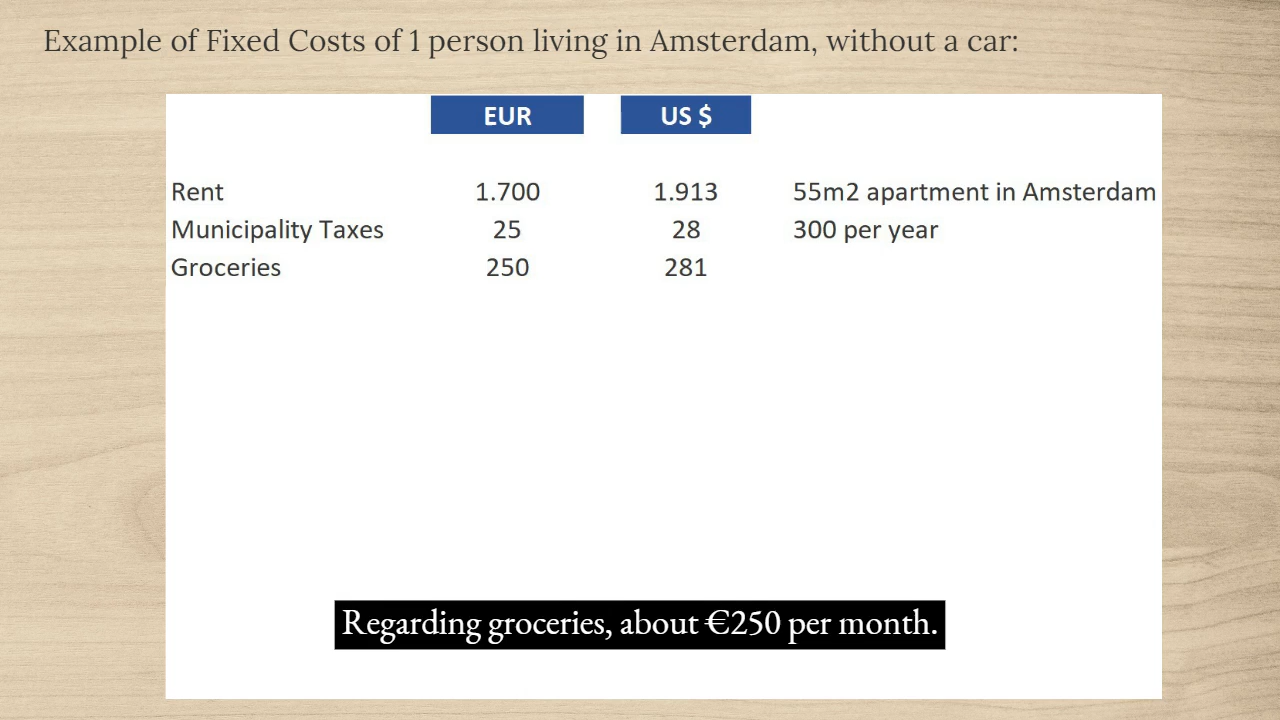 Example of Fixed Costs of 1 person living in Amsterdam, without a car:
EUR US $
Rent 1.700 1.913 55m2 apartment in Amsterdam
Municipality Taxes 25 28 300 per year
Groceries 250 281
Regarding groceries, about €250 per month.